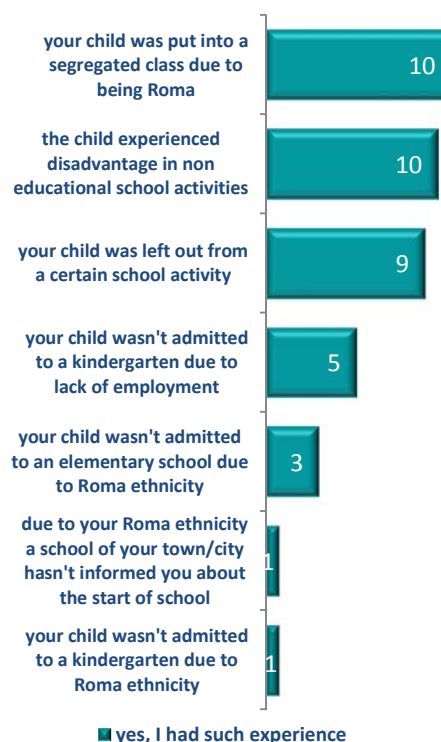 your child was put into a
segregated class due to
being Roma
10
the child experienced
disadvantage in non
educational school activities
10
your child was left out from
a certain school activity
9
your child wasn't admitted
to a kindergarten due to
lack of employment
5
your child wasn't admitted
to an elementary school due
to Roma ethnicity
3
due to your Roma ethnicity
a school of your town/city
hasn't informed you about
the start of school
1
your child wasn't admitted
to a kindergarten due to
Roma ethnicity
1
yes, I had such experience